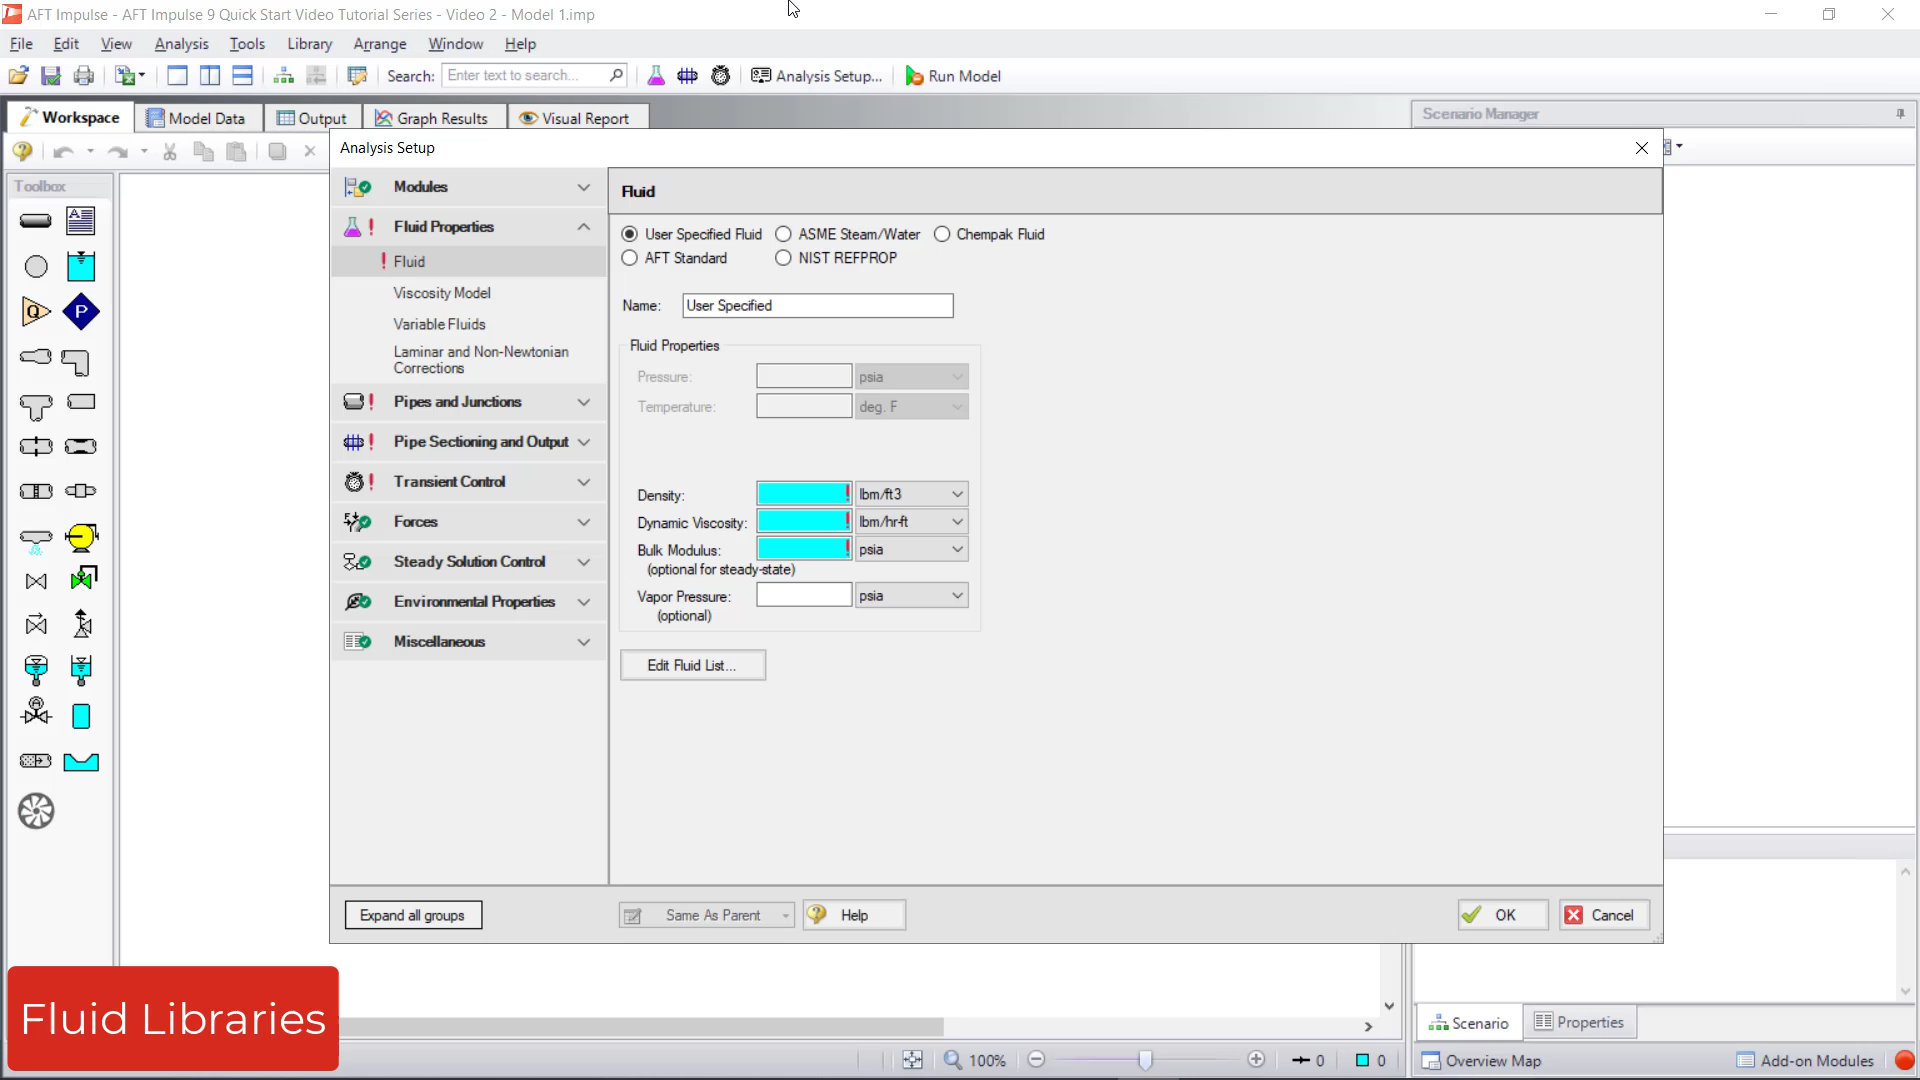 AFT Impulse - AFT Impulse 9 Quick Start Video Tutorial Series - Video 2 - Model 1.imp
File Edit View Analysis Tools Library Arrange Window Help
Search: Enter text to search... Analysis Setup... Run Model
Workspace Model Data Output Graph Results Visual Report
Scenario Manager
Toolbox
A
Q
P
Analysis Setup
Modules
Fluid Properties
Fluid
Viscosity Model
Variable Fluids
Laminar and Non-Newtonian
Corrections
Pipes and Junctions
Pipe Sectioning and Output
Transient Control
Forces
Steady Solution Control
Environmental Properties
Miscellaneous
Fluid
User Specified Fluid ASME Steam/Water Chempak Fluid
AFT Standard NIST REFPROP
Name: User Specified
Fluid Properties
Pressure: psia
Temperature: deg. F
Density: lbm/ft3
Dynamic Viscosity: lbm/hr-ft
Bulk Modulus: psia
(optional for steady-state)
Vapor Pressure: psia
(optional)
Edit Fluid List...
Expand all groups Same As Parent Help OK Cancel
Fluid Libraries
Scenario Properties
100% 0 0 Overview Map Add-on Modules